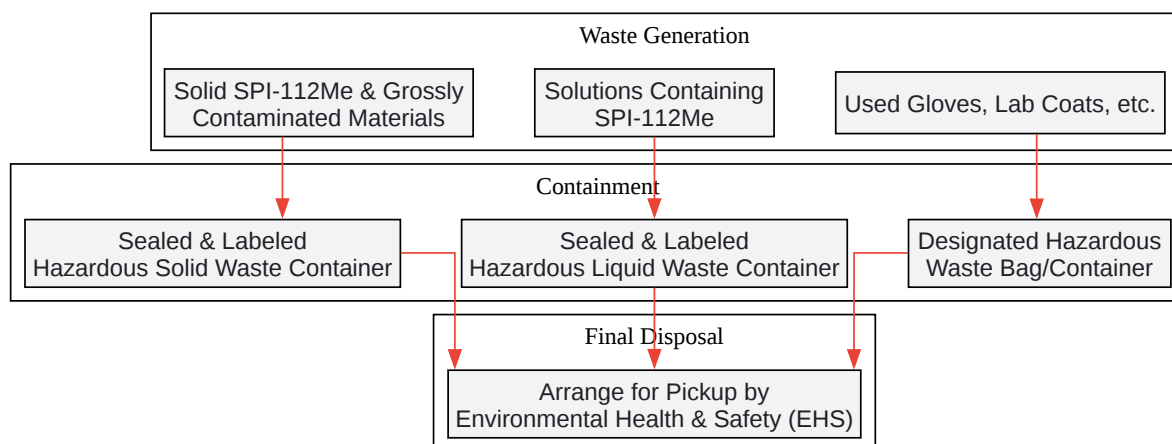 Waste Generation
Solid SPI-112Me & Grossly
Contaminated Materials
Solutions Containing
SPI-112Me
Used Gloves, Lab Coats, etc.
Containment
Sealed & Labeled
Hazardous Solid Waste Container
Sealed & Labeled
Hazardous Liquid Waste Container
Designated Hazardous
Waste Bag/Container
Final Disposal
Arrange for Pickup by
Environmental Health & Safety (EHS)